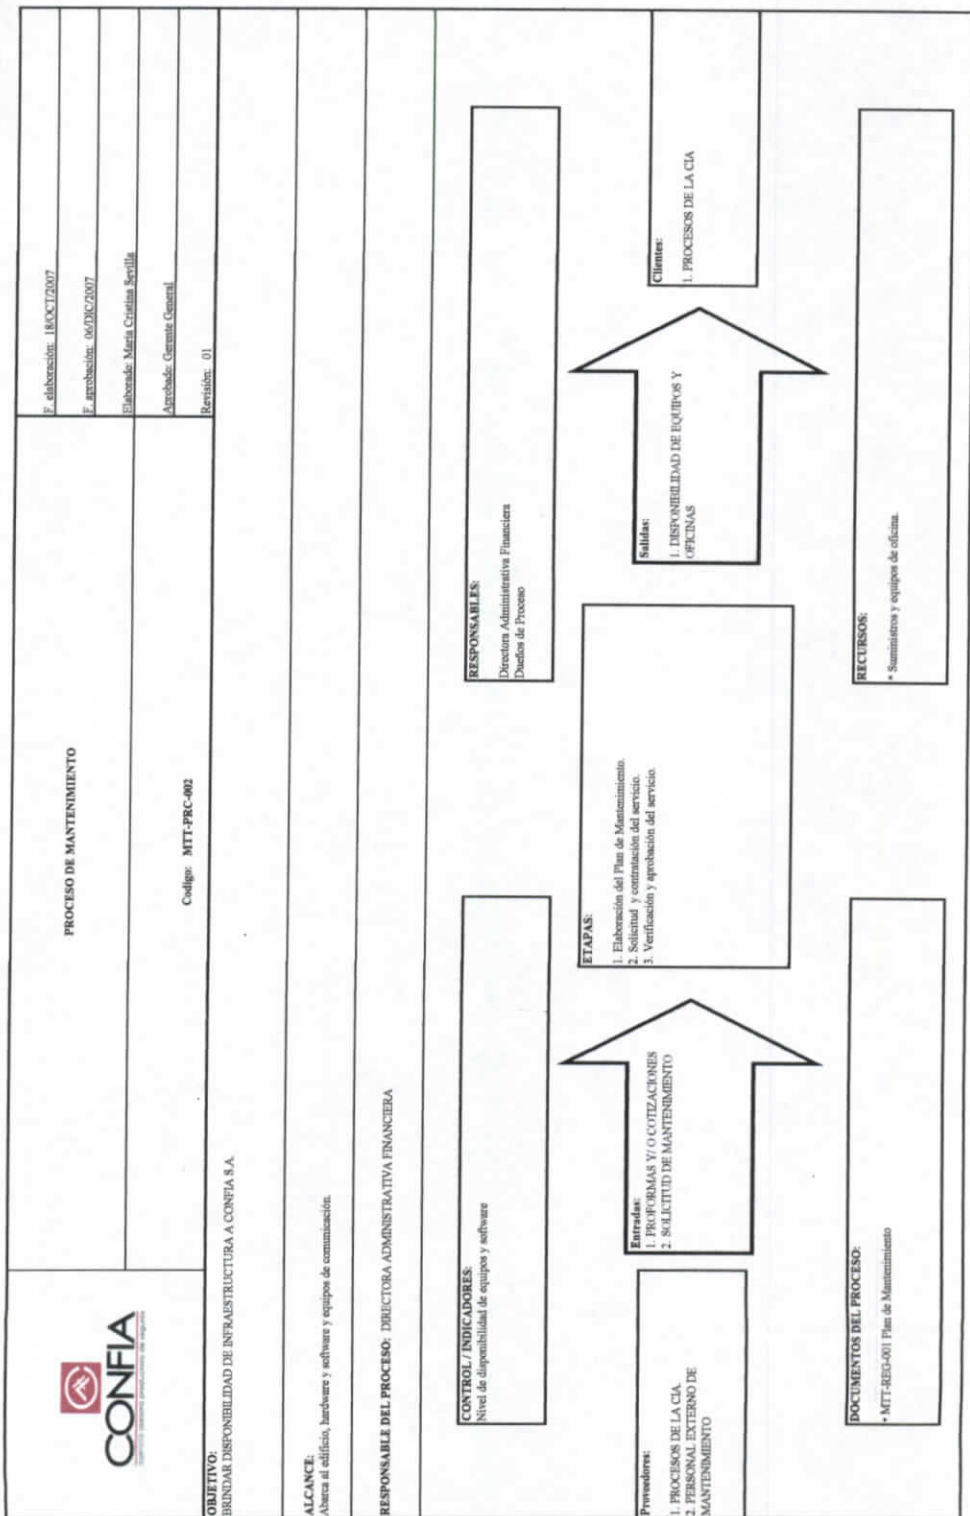 CONFIA
PROCESO DE MANTENIMIENTO
Codigo: MTT-PRC-002
F. elaboración: 18/OCT/2007
F. aprobación: 06/DIC/2007
Elaborado: María Cristina Sevilla
Aprobado: Gerente General
Revisión: 01
OBJETIVO:
BRINDAR DISPONIBILIDAD DE INFRAESTRUCTURA A CONFIA S.A.
ALCANCE:
Abarca al edificio, hardware y software y equipos de comunicación.
RESPONSABLE DEL PROCESO: DIRECTORA ADMINISTRATIVA FINANCIERA
CONTROL / INDICADORES:
Nivel de disponibilidad de equipos y software
RESPONSABLES:
Directora Administrativa Financiera
Dueños de Proceso
Proveedores:
1. PROCESOS DE LA CIA.
2. PERSONAL EXTERNO DE
MANTENIMIENTO
Entradas:
1. PROFORMAS Y/ O COTIZACIONES
2. SOLICITUD DE MANTENIMIENTO
ETAPAS:
1. Elaboración del Plan de Mantenimiento.
2. Solicitud y contratación del servicio.
3. Verificación y aprobación del servicio.
Salidas:
1. DISPONIBILIDAD DE EQUIPOS Y
OFICINAS
Clientes:
1. PROCESOS DE LA CIA
DOCUMENTOS DEL PROCESO:
* MTT-REG-001 Plan de Mantenimiento
RECURSOS:
* Suministros y equipos de oficina.